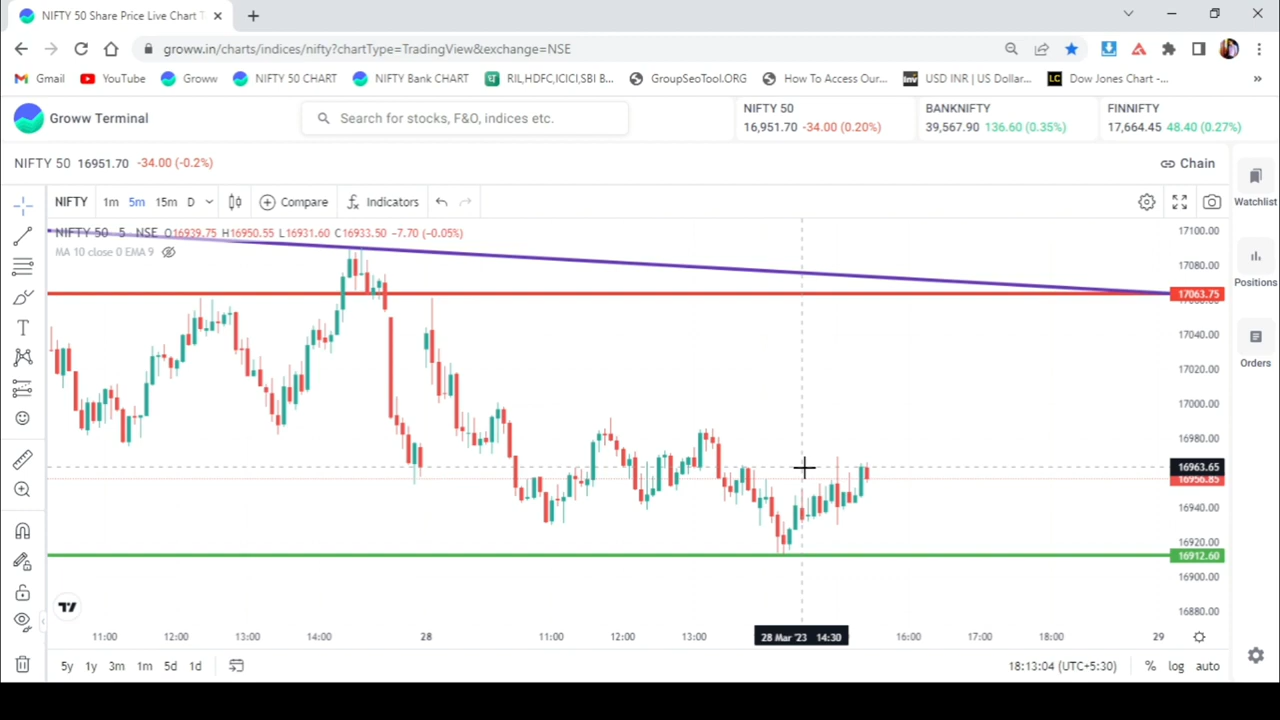 NIFTY 50 Share Price Live Chart T
groww.in/charts/indices/nifty?chartType=TradingView&exchange=NSE
Gmail YouTube Groww NIFTY 50 CHART NIFTY Bank CHART RIL,HDFC,ICICI,SBI B... GroupSeoTool.ORG How To Access Our... Inv USD INR | US Dollar... LC Dow Jones Chart -... »
Groww Terminal
Search for stocks, F&O, indices etc.
NIFTY 50
16,951.70 -34.00 (0.20%)
BANKNIFTY
39,567.90 136.60 (0.35%)
FINNIFTY
17,664.45 48.40 (0.27%)
NIFTY 50 16951.70 -34.00 (-0.2%)
Chain
NIFTY 1m 5m 15m D Compare Indicators
NIFTY 50 5 NSE O16939.75 H16950.55 L16931.60 C16933.50 -7.70 (-0.05%)
MA 10 close 0 EMA 9
17100.00
17080.00
17063.75
17040.00
17020.00
17000.00
16980.00
16963.65
16956.85
16940.00
16920.00
16912.60
16900.00
16880.00
Watchlist
Positions
Orders
T
11:00 12:00 13:00 14:00 28 11:00 12:00 13:00 28 Mar '23 14:30 16:00 17:00 18:00 29
5y 1y 3m 1m 5d 1d 18:13:04 (UTC+5:30) % log auto